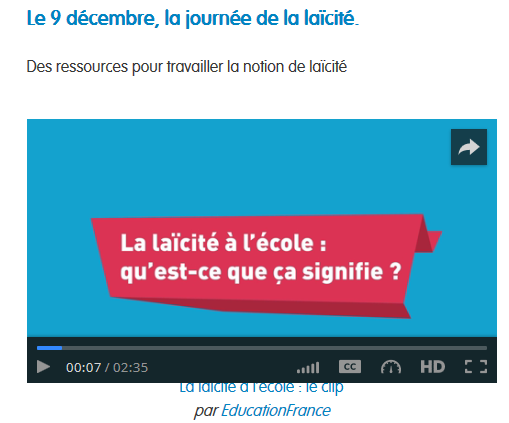 Le 9 décembre, la journée de la laïcité.
Des ressources pour travailler la notion de laïcité
La laïcité à l'école :
qu'est-ce que ça signifie ?
00:07 / 02:35
CC
HD
La laïcité à l'école : le clip
par EducationFrance